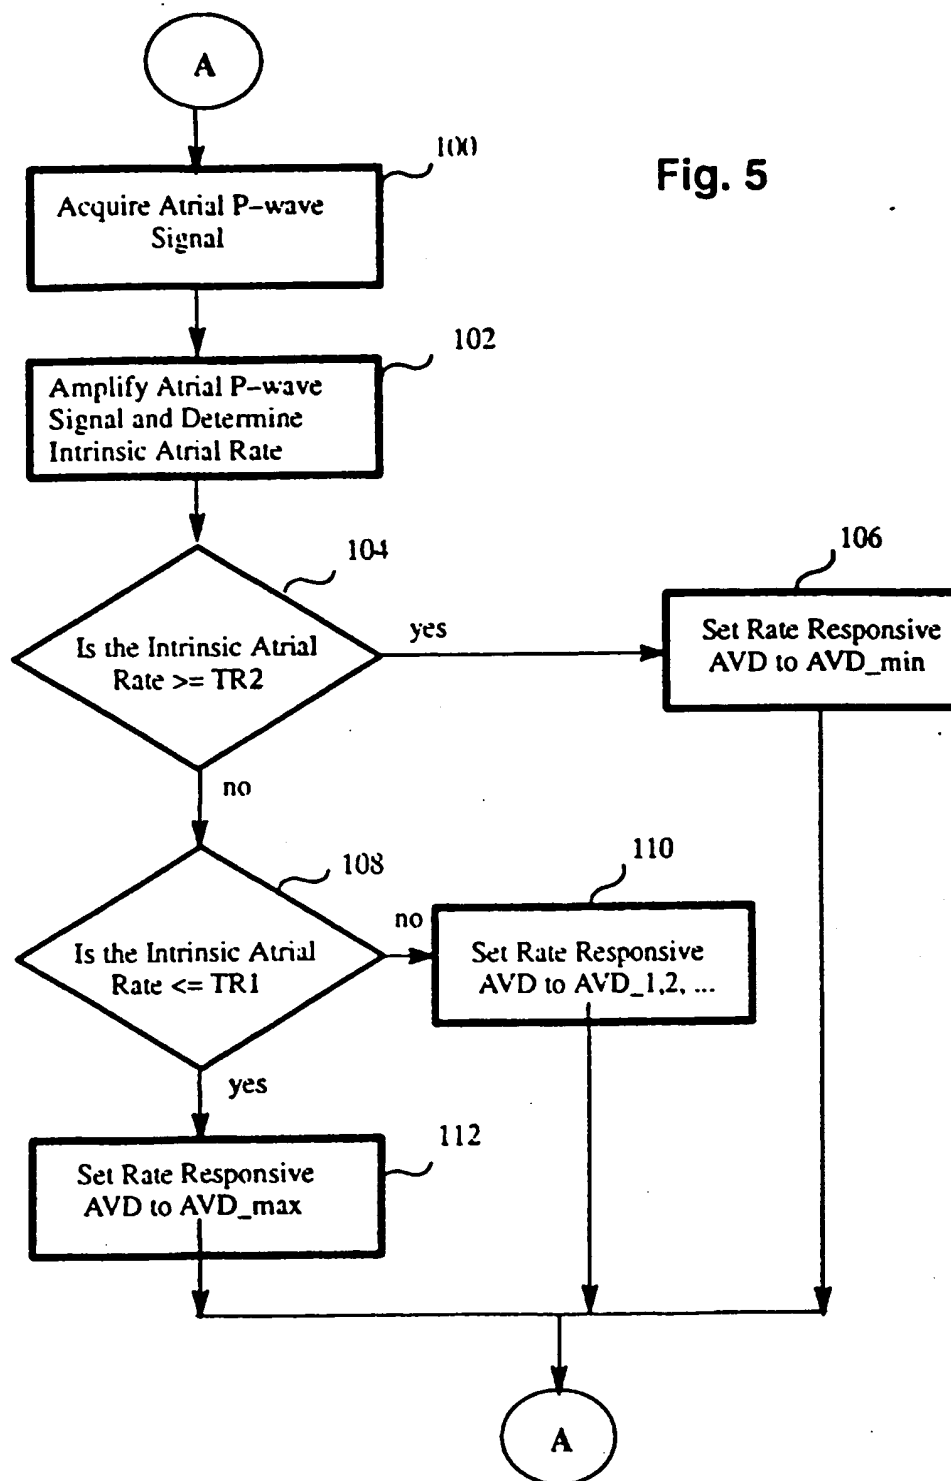 A
100
Fig. 5
Acquire Atrial P-wave
Signal
102
Amplify Atrial P-wave
Signal and Determine
Intrinsic Atrial Rate
104
106
Is the Intrinsic Atrial
Rate >= TR2
yes
Set Rate Responsive
AVD to AVD_min
no
108
110
Is the Intrinsic Atrial
Rate <= TR1
no
Set Rate Responsive
AVD to AVD_1,2, ...
yes
112
Set Rate Responsive
AVD to AVD_max
A